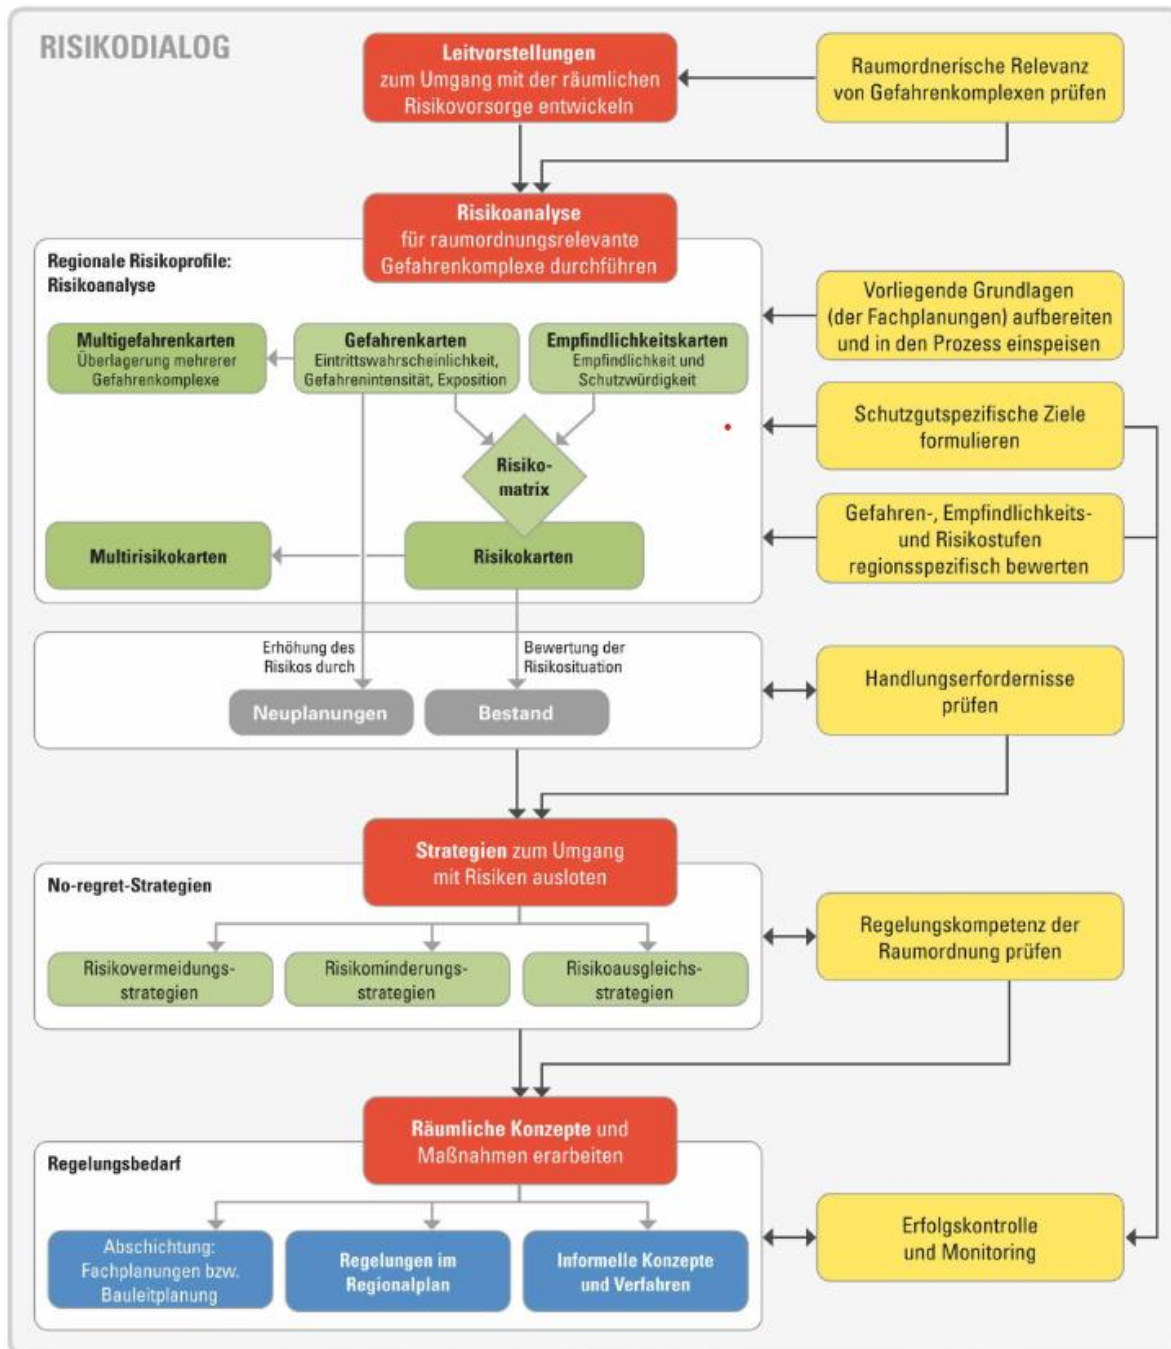 RISIKODIALOG
Leitvorstellungen
zum Umgang mit der räumlichen
Risikovorsorge entwickeln
Raumordnerische Relevanz
von Gefahrenkomplexen prüfen
Risikoanalyse
für raumordnungsrelevante
Gefahrenkomplexe durchführen
Regionale Risikoprofile:
Risikoanalyse
Vorliegende Grundlagen
(der Fachplanungen) aufbereiten
und in den Prozess einspeisen
Multigefahrenkarten
Überlagerung mehrerer
Gefahrenkomplexe
Gefahrenkarten
Eintrittswahrscheinlichkeit,
Gefahrenintensität, Exposition
Empfindlichkeitskarten
Empfindlichkeit und
Schutzwürdigkeit
Schutzgutspezifische Ziele
formulieren
Risiko-
matrix
Gefahren-, Empfindlichkeits-
und Risikostufen
regionsspezifisch bewerten
Multirisikokarten
Risikokarten
Erhöhung des
Risikos durch
Bewertung der
Risikosituation
Neuplanungen
Bestand
Handlungserfordernisse
prüfen
Strategien zum Umgang
mit Risiken ausloten
No-regret-Strategien
Risikovermeidungs-
strategien
Risikominderungs-
strategien
Risikoausgleichs-
strategien
Regelungskompetenz der
Raumordnung prüfen
Räumliche Konzepte und
Maßnahmen erarbeiten
Regelungsbedarf
Abschichtung:
Fachplanungen bzw.
Bauleitplanung
Regelungen im
Regionalplan
Informelle Konzepte
und Verfahren
Erfolgskontrolle
und Monitoring